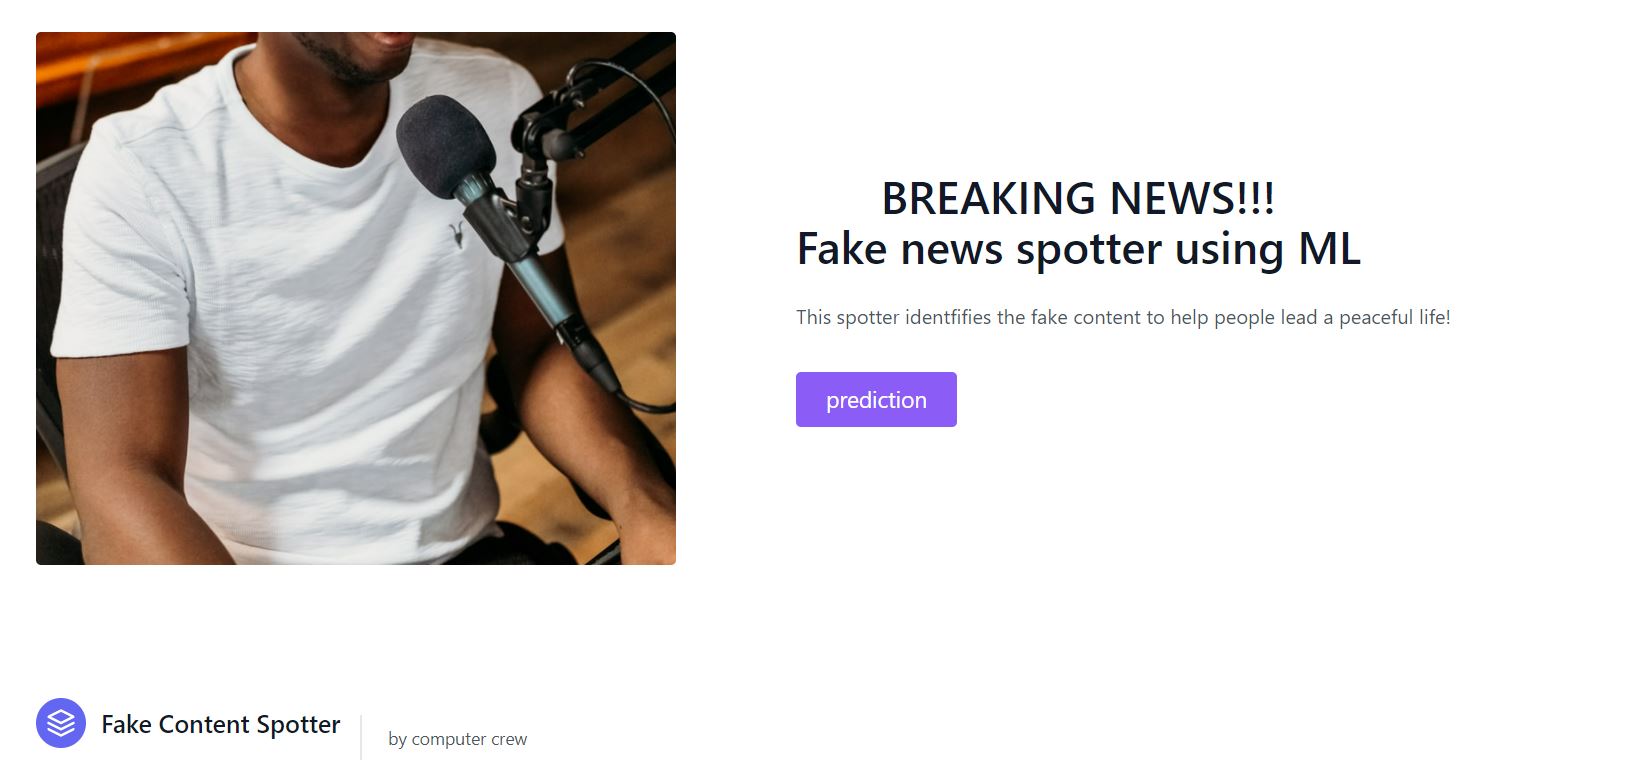 BREAKING NEWS!!!
Fake news spotter using ML
This spotter identfifies the fake content to help people lead a peaceful life!
prediction
Fake Content Spotter
by computer crew